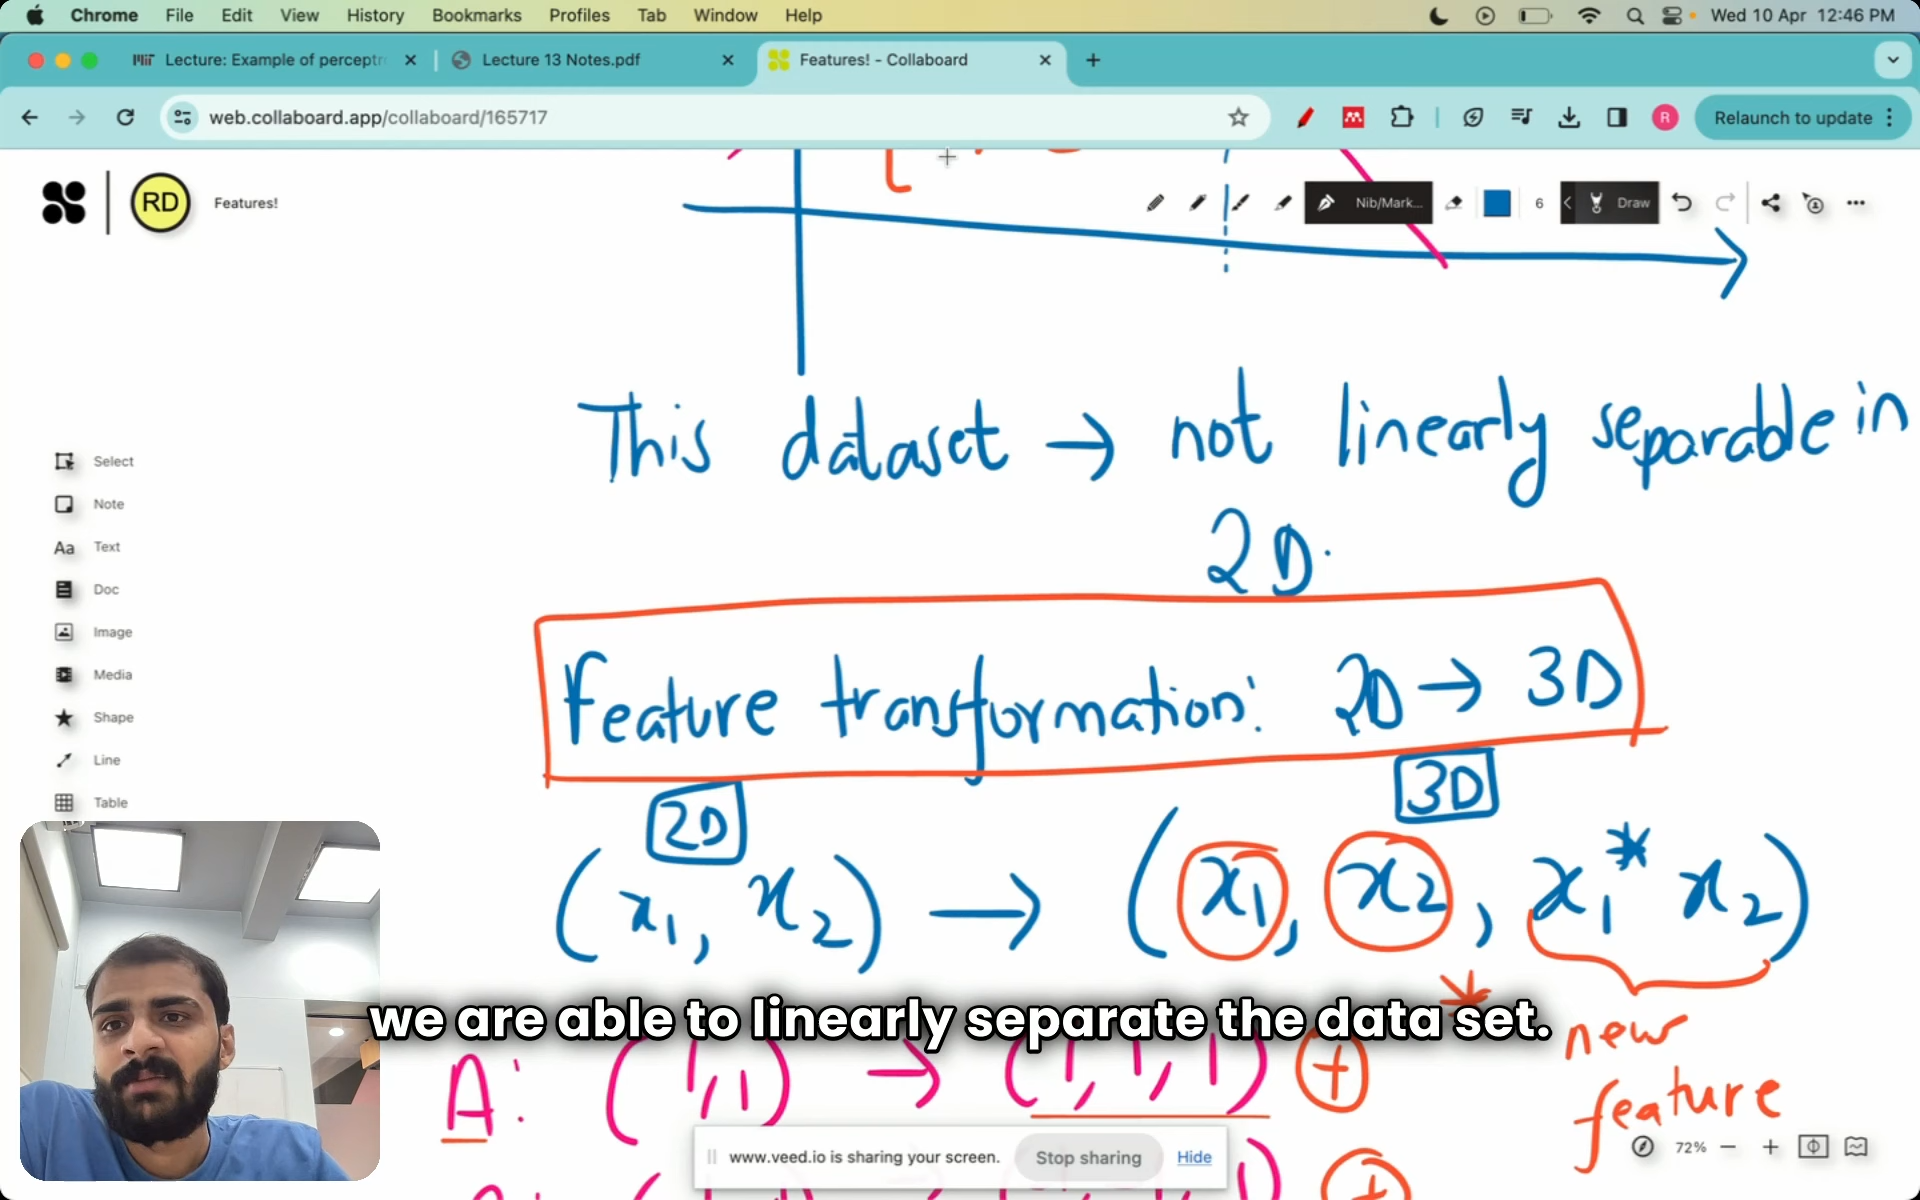 Chrome File Edit View History Bookmarks Profiles Tab Window Help Wed 10 Apr 12:46 PM
Lecture: Example of perceptr Lecture 13 Notes.pdf Features! - Collaboard
web.collaboard.app/collaboard/165717 R Relaunch to update
RD Features! Nib/Mark... 6 Draw
This dataset → not linearly separable in
2D.
Select
Note
Text
Doc
Image
Media
Shape
Line
Table
Feature transformation: 2D → 3D
2D 3D
(x1, x2) → (x1, x2, x1 * x2)
we are able to linearly separate the data set.
new
feature
A: (1,1) → (1,1,1) +
72%
www.veed.io is sharing your screen. Stop sharing Hide